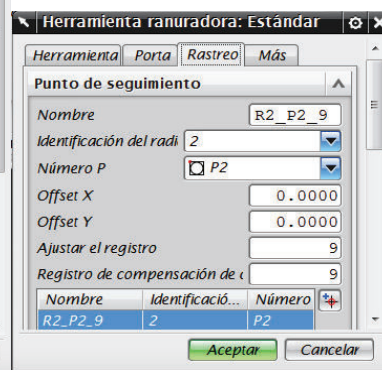 Herramienta ranuradora: Estándar
Herramienta Porta Rastreo Más
Punto de seguimiento
Nombre R2_P2_9
Identificación del radi 2
Número P P2
Offset X 0.0000
Offset Y 0.0000
Ajustar el registro 9
Registro de compensación de 9
Nombre Identificació... Número
R2_P2_9 2 P2
Aceptar Cancelar